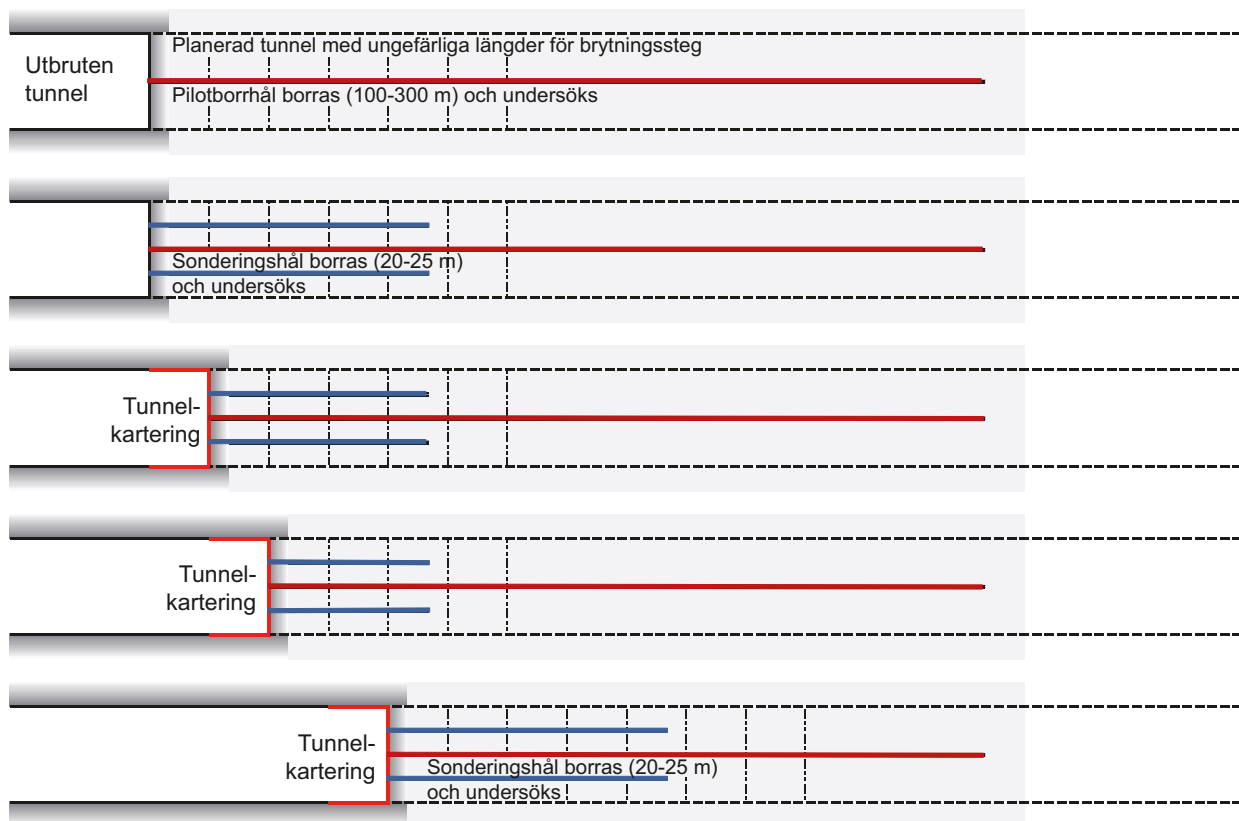 Utbruten
tunnel
Planerad tunnel med ungefärliga längder för brytningssteg
Pilotborrhål borras (100-300 m) och undersöks
Sonderingshål borras (20-25 m)
och undersöks
Tunnel-
kartering
Tunnel-
kartering
Tunnel-
kartering
Sonderingshål borras (20-25 m)
och undersöks